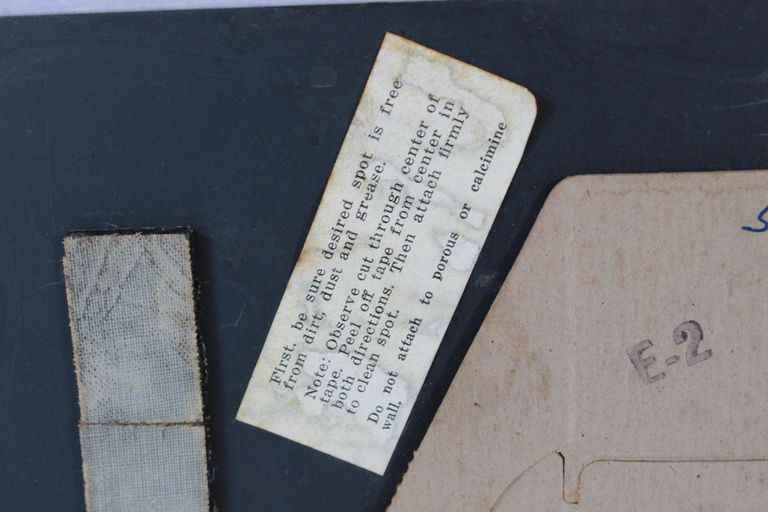 First, be sure desired spot is free
from dirt, dust and grease.
Note: Observe cut through center of
tape. Peel off tape from center in
both directions. Then attach firmly
to clean spot.
Do not attach to porous or calcimine
wall.
E-2